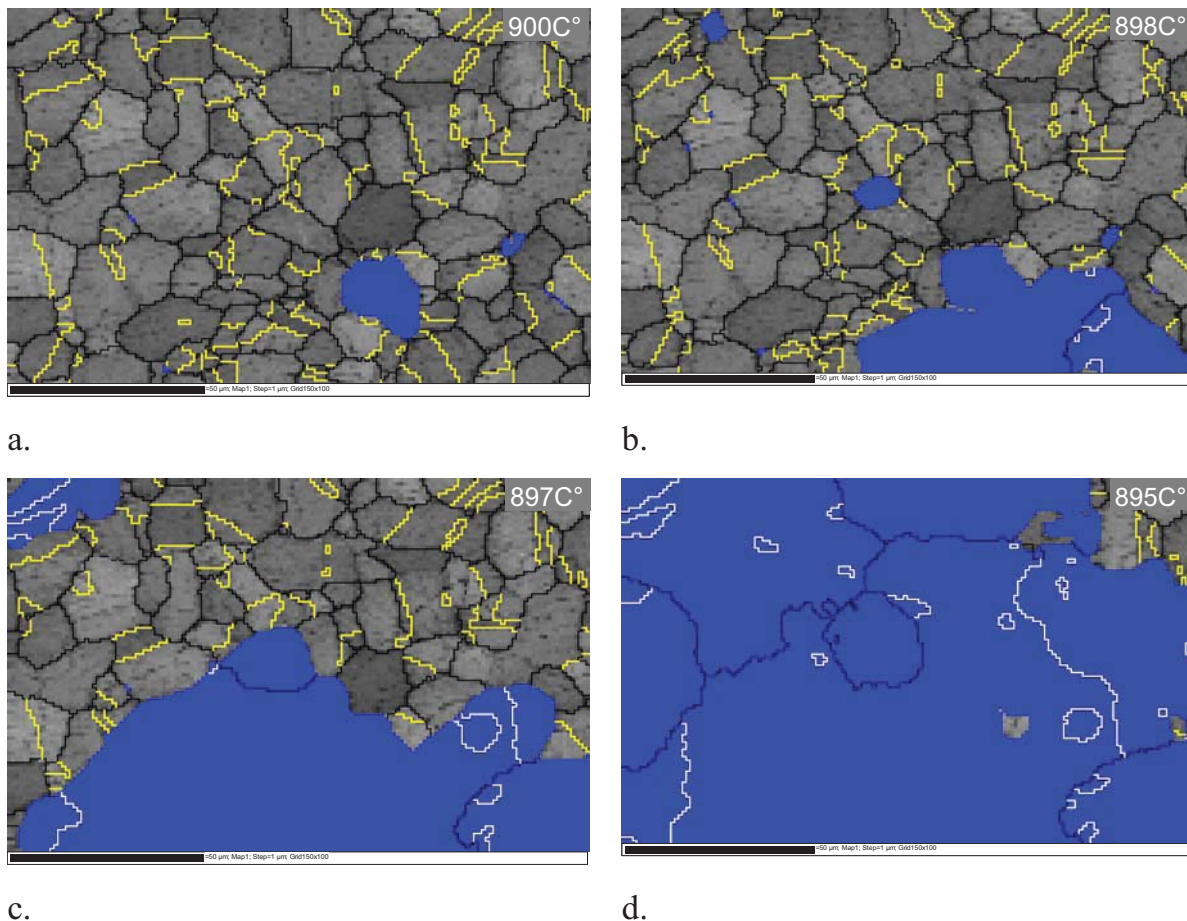 900C°
898C°
=50 µm; Map1; Step=1 µm; Grid150x100
=50 µm; Map1; Step=1 µm; Grid150x100
a.
b.
897C°
895C°
=50 µm; Map1; Step=1 µm; Grid150x100
=50 µm; Map1; Step=1 µm; Grid150x100
c.
d.